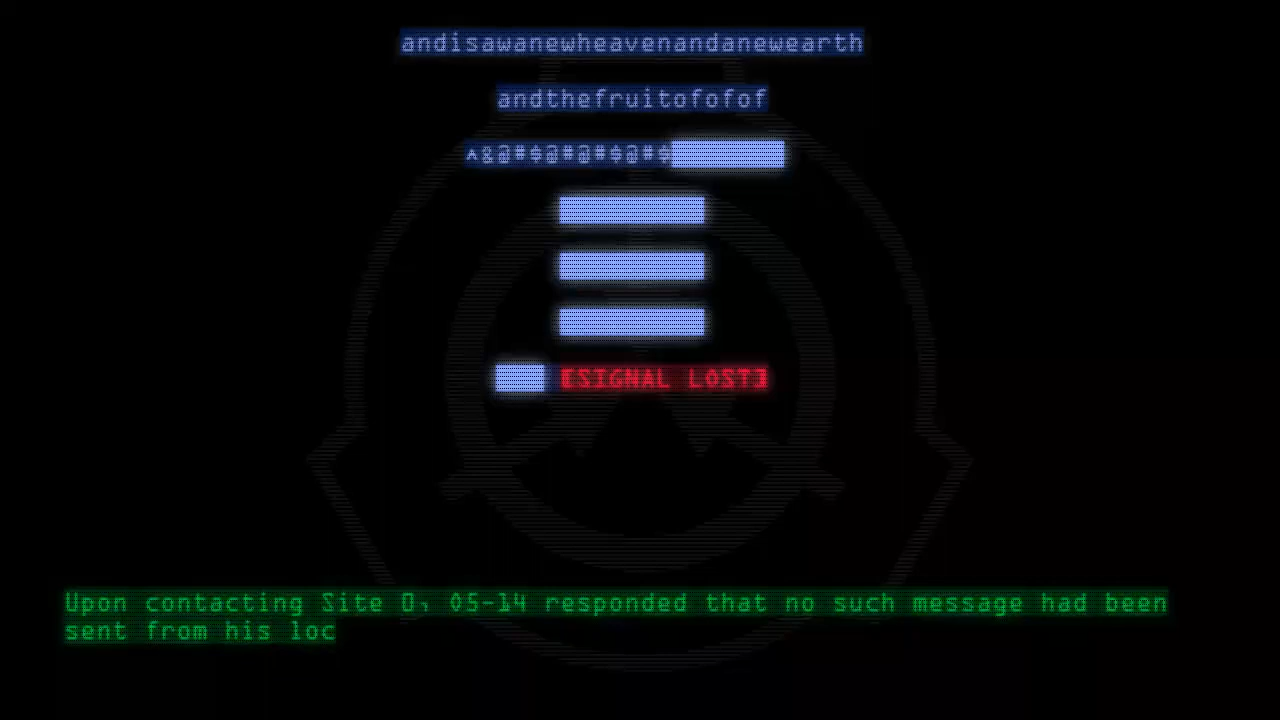 andisawanewheavenandanewearth
andthefruitofofof
^&@#$@#@#$@#$
[SIGNAL LOST]
Upon contacting Site 0, 05-14 responded that no such message had been
sent from his loc